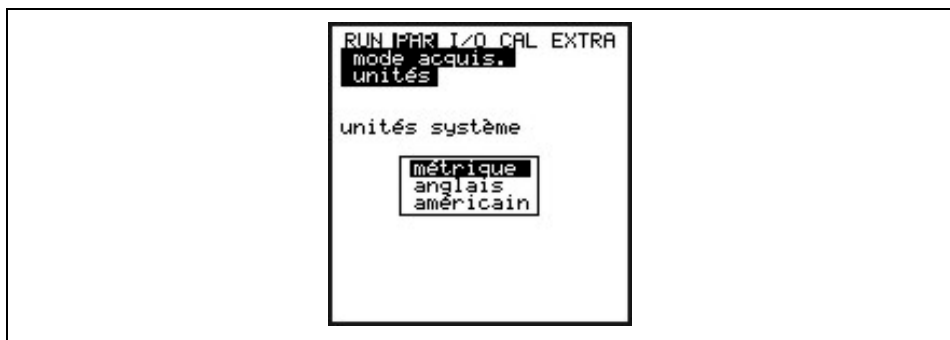 RUN PAR I/O CAL EXTRA
mode acquis.
unités
unités système
métrique
anglais
américain